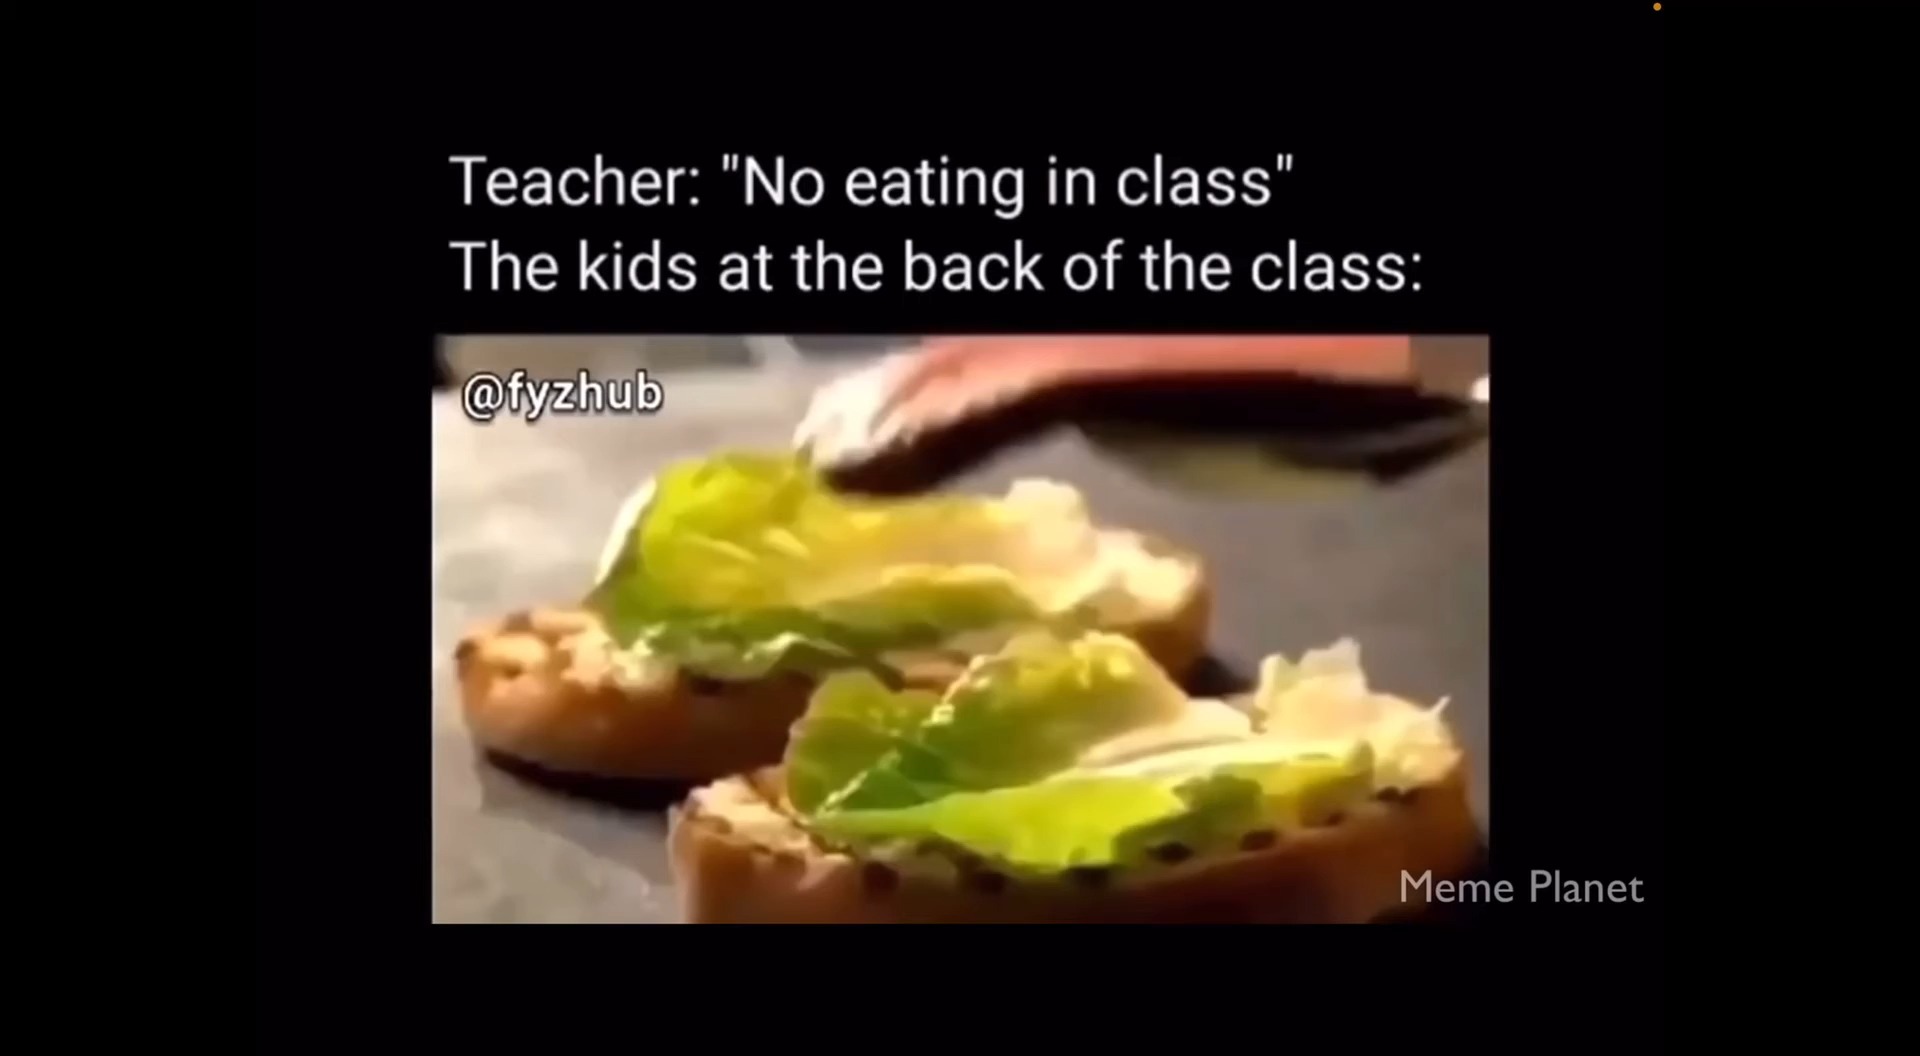 Teacher: "No eating in class"
The kids at the back of the class:
@fyzhub
Meme Planet